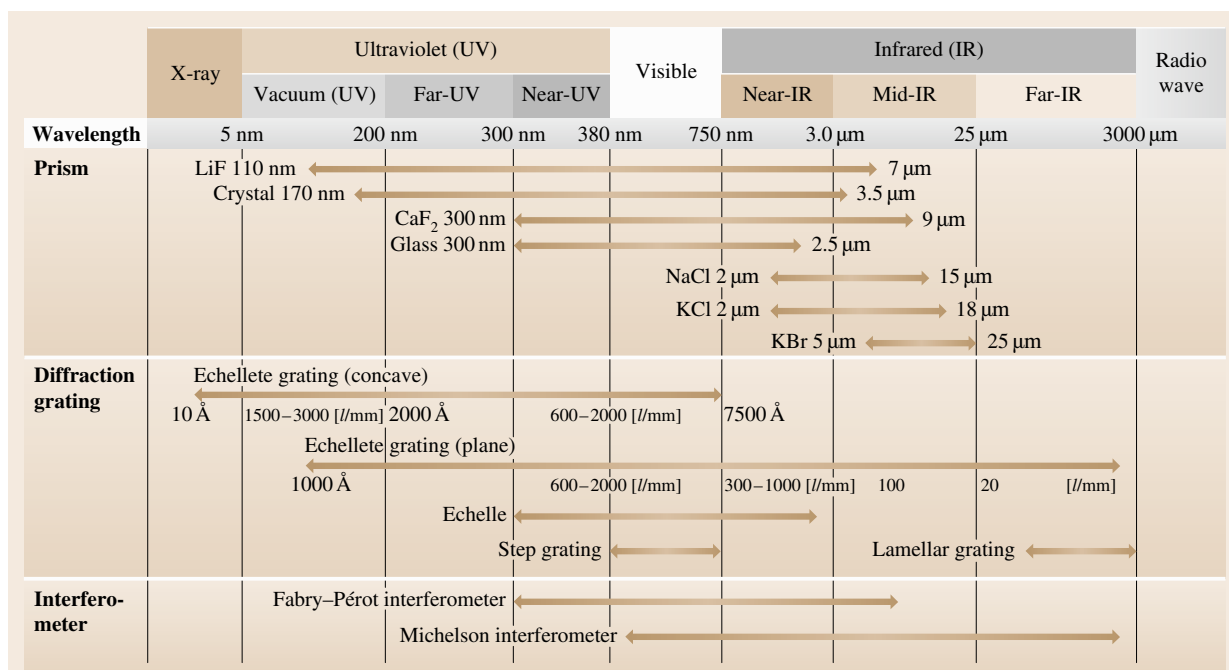 X-ray
Ultraviolet (UV)
Visible
Infrared (IR)
Radio
wave
Vacuum (UV) Far-UV Near-UV Near-IR Mid-IR Far-IR
Wavelength 5 nm 200 nm 300 nm 380 nm 750 nm 3.0 μm 25 μm 3000 μm
Prism
LiF 110 nm 7 μm
Crystal 170 nm 3.5 μm
CaF₂ 300 nm 9 μm
Glass 300 nm 2.5 μm
NaCl 2 μm 15 μm
KCl 2 μm 18 μm
KBr 5 μm 25 μm
Diffraction
grating
Echellete grating (concave)
10 Å 1500–3000 [l/mm] 2000 Å 600–2000 [l/mm] 7500 Å
Echellete grating (plane)
1000 Å 600–2000 [l/mm] 300–1000 [l/mm] 100 20 [l/mm]
Echelle
Step grating Lamellar grating
Interfero-
meter
Fabry–Pérot interferometer
Michelson interferometer